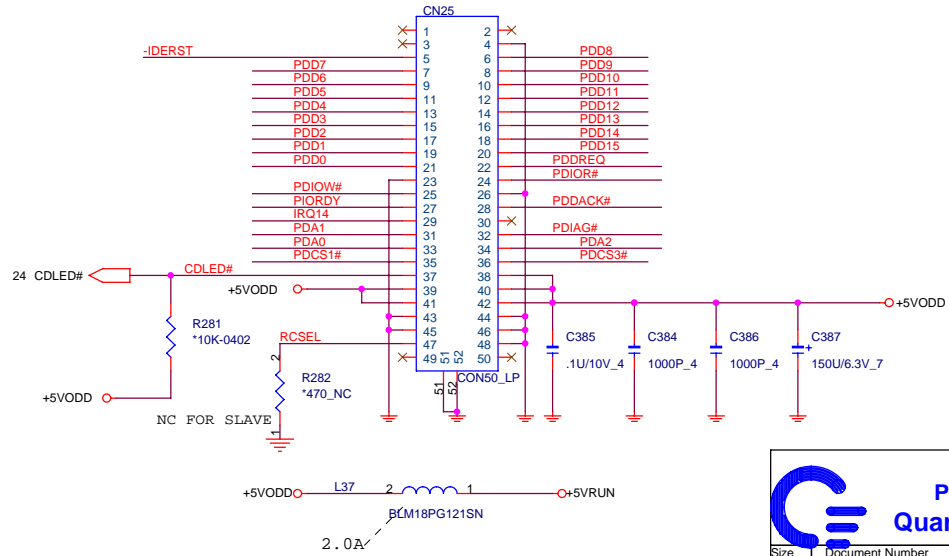 CN25
1 2
3 4
-IDERST 5 6 PDD8
PDD7 7 8 PDD9
PDD6 9 10 PDD10
PDD5 11 12 PDD11
PDD4 13 14 PDD12
PDD3 15 16 PDD13
PDD2 17 18 PDD14
PDD1 19 20 PDD15
PDD0 21 22 PDDREQ
23 24 PDIOR#
PDIOW# 25 26
PIORDY 27 28 PDDACK#
IRQ14 29 30
PDA1 31 32 PDIAG#
PDA0 33 34 PDA2
PDCS1# 35 36 PDCS3#
24 CDLED# CDLED# 37 38
+5VODD 39 40
41 42 +5VODD
43 44
45 46
RCSEL 47 48
49 51 52 50
CON50_LP
51 52
R281
*10K-0402
+5VODD
2
R282
*470_NC
1
NC FOR SLAVE
C385
.1U/10V_4
C384
1000P_4
C386
1000P_4
C387
+
150U/6.3V_7
+5VODD L37 2 1 +5VRUN
BLM18PG121SN
2.0A
P
Quan
Size Document Number